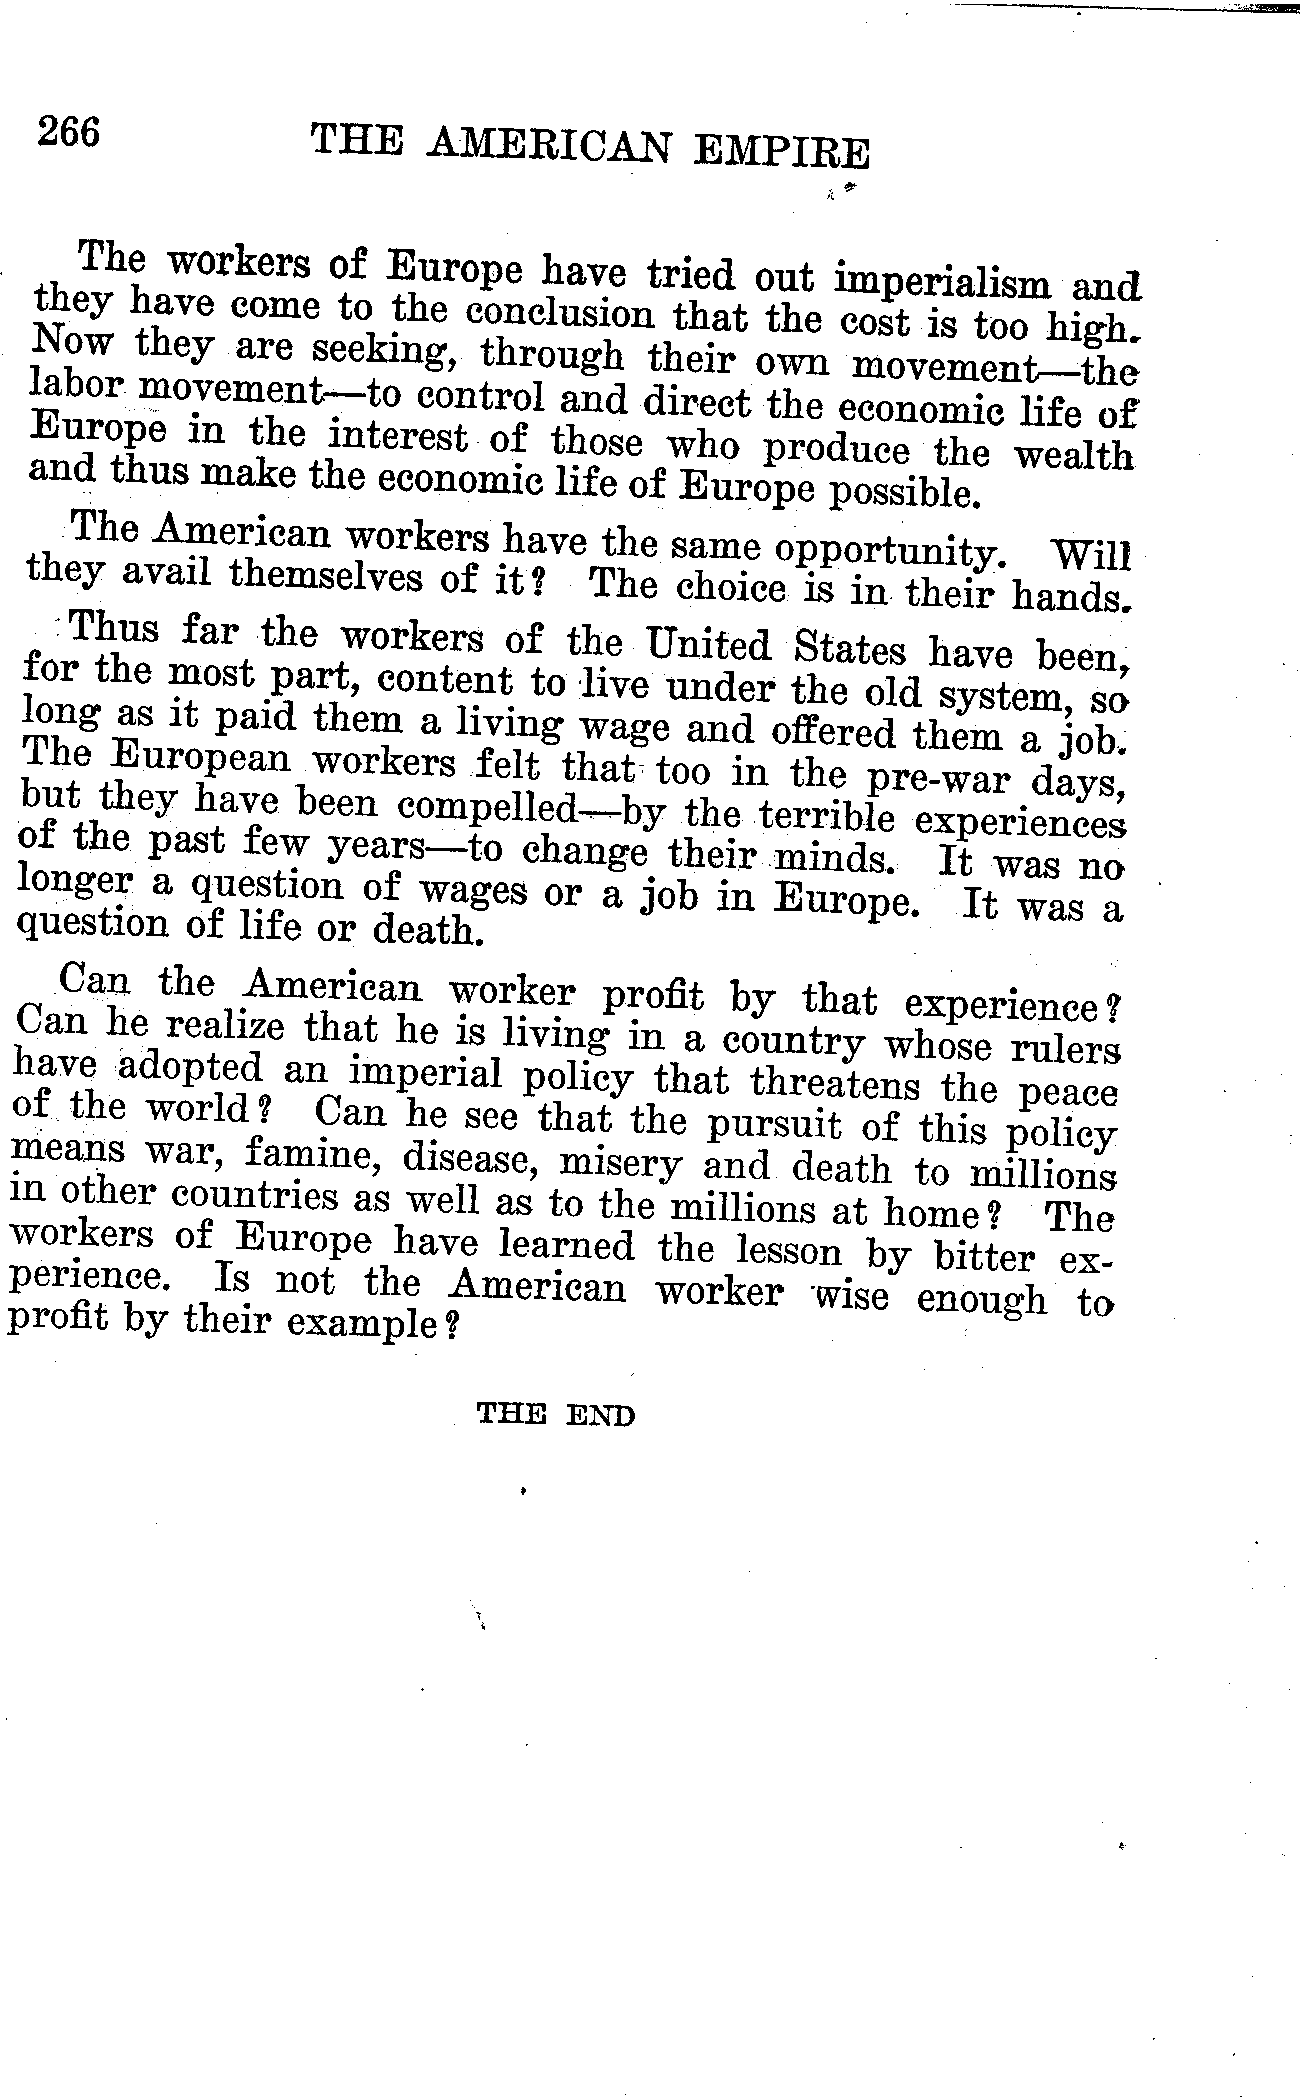 266 THE AMERICAN EMPIRE
The workers of Europe have tried out imperialism and
they have come to the conclusion that the cost is too high.
Now they are seeking, through their own movement—the
labor movement—to control and direct the economic life of
Europe in the interest of those who produce the wealth
and thus make the economic life of Europe possible.
The American workers have the same opportunity. Will
they avail themselves of it? The choice is in their hands.
Thus far the workers of the United States have been,
for the most part, content to live under the old system, so
long as it paid them a living wage and offered them a job.
The European workers felt that too in the pre-war days,
but they have been compelled—by the terrible experiences
of the past few years—to change their minds. It was no
longer a question of wages or a job in Europe. It was a
question of life or death.
Can the American worker profit by that experience?
Can he realize that he is living in a country whose rulers
have adopted an imperial policy that threatens the peace
of the world? Can he see that the pursuit of this policy
means war, famine, disease, misery and death to millions
in other countries as well as to the millions at home? The
workers of Europe have learned the lesson by bitter ex-
perience. Is not the American worker wise enough to
profit by their example?
THE END